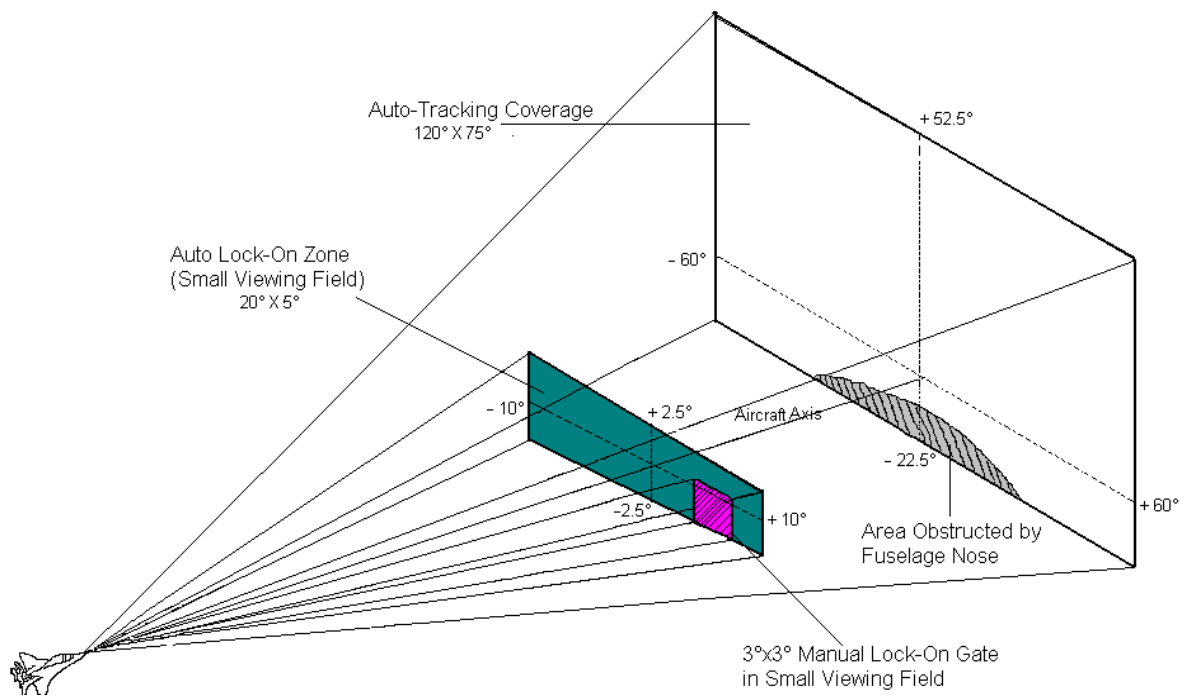 Auto-Tracking Coverage
120° X 75°
+ 52.5°
Auto Lock-On Zone
(Small Viewing Field)
20° X 5°
- 60°
- 10°
+ 2.5°
Aircraft Axis
- 22.5°
-2.5°
+ 10°
+ 60°
Area Obstructed by
Fuselage Nose
3°x3° Manual Lock-On Gate
in Small Viewing Field